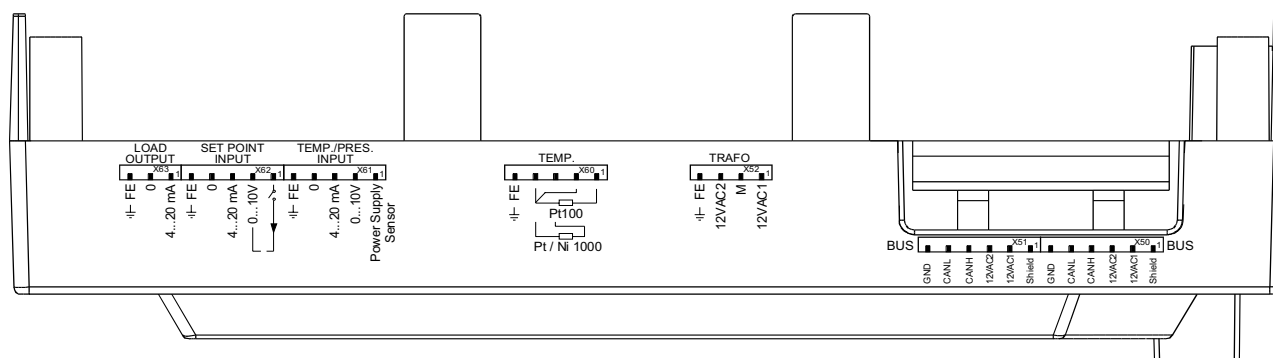 LOAD
OUTPUT
SET POINT
INPUT
TEMP./PRES.
INPUT
X63 1
X62 1
X61 1
FE
0
4...20 mA
FE
0
4...20 mA
0...10V
FE
0
4...20 mA
0...10V
Power Supply
Sensor
TEMP.
X60 1
FE
Pt100
Pt / Ni 1000
TRAFO
X52 1
FE
12VAC2
M
12VAC1
BUS
X51 1
X50 1
BUS
GND
CANL
CANH
12VAC2
12VAC1
Shield
GND
CANL
CANH
12VAC2
12VAC1
Shield